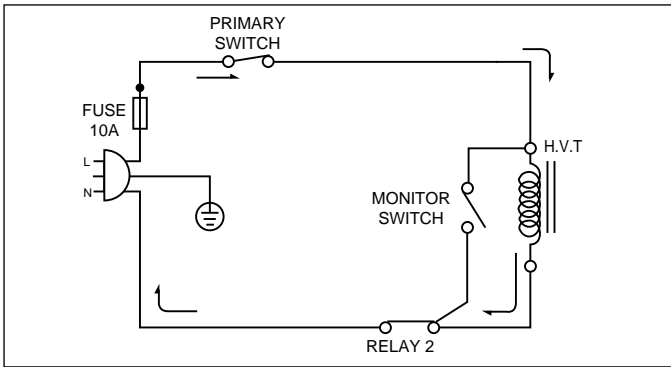 PRIMARY
SWITCH
FUSE
10A
L
N
H.V.T
MONITOR
SWITCH
RELAY 2